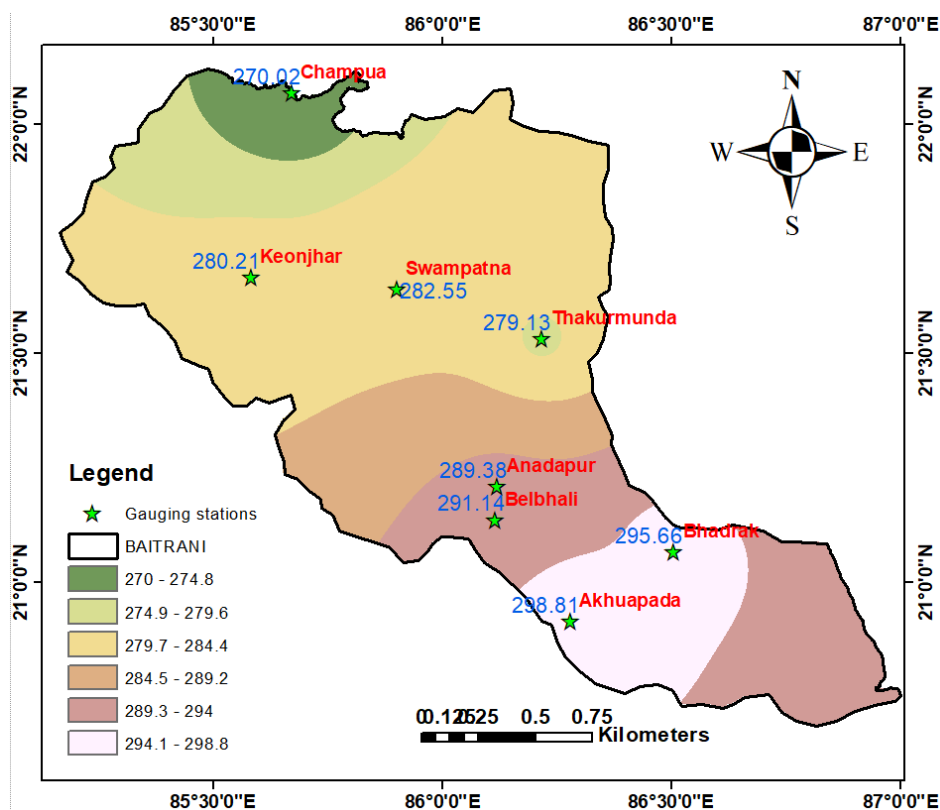 85°30'0"E 86°0'0"E 86°30'0"E 87°0'0"E
22°0'0"N 22°0'0"N
21°30'0"N 21°30'0"N
21°0'0"N 21°0'0"N
N
W E
S
270.02 Champua
280.21 Keonjhar
Swampatna
282.55
Thakurmunda
279.13
Anadapur
289.38
Belbhali
291.14
Bhadrak
295.66
Akhuapada
298.81
Legend
Gauging stations
BAITRANI
270 - 274.8
274.9 - 279.6
279.7 - 284.4
284.5 - 289.2
289.3 - 294
294.1 - 298.8
0 0.5 0.75
Kilometers
85°30'0"E 86°0'0"E 86°30'0"E 87°0'0"E